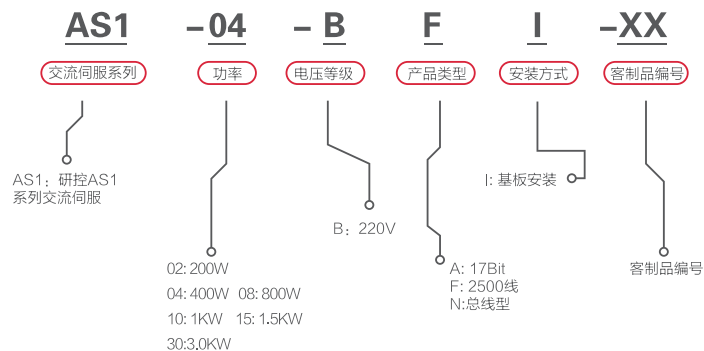 AS1 -04 -B F I -XX
交流伺服系列 功率 电压等级 产品类型 安装方式 客制品编号
AS1：研控AS1
系列交流伺服
I: 基板安装
B：220V
02: 200W
04: 400W 08: 800W
10: 1KW 15: 1.5KW
30:3.0KW
A: 17Bit
F: 2500线
N:总线型
客制品编号